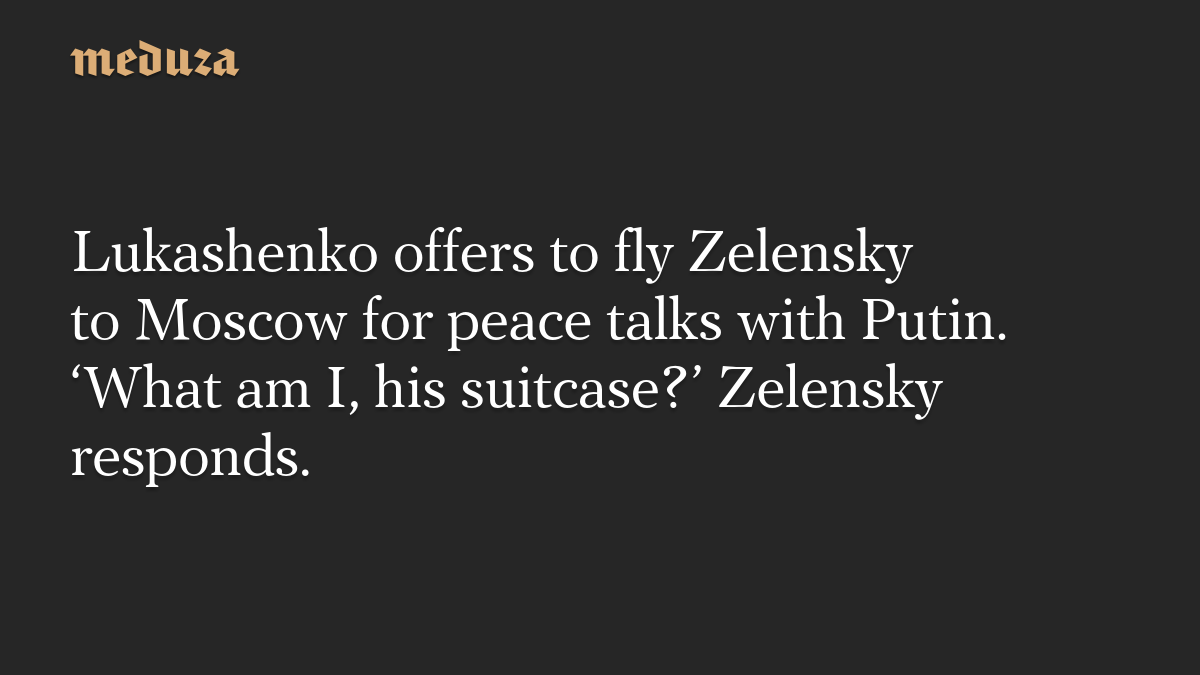 meduza
Lukashenko offers to fly Zelensky
to Moscow for peace talks with Putin.
‘What am I, his suitcase?’ Zelensky
responds.